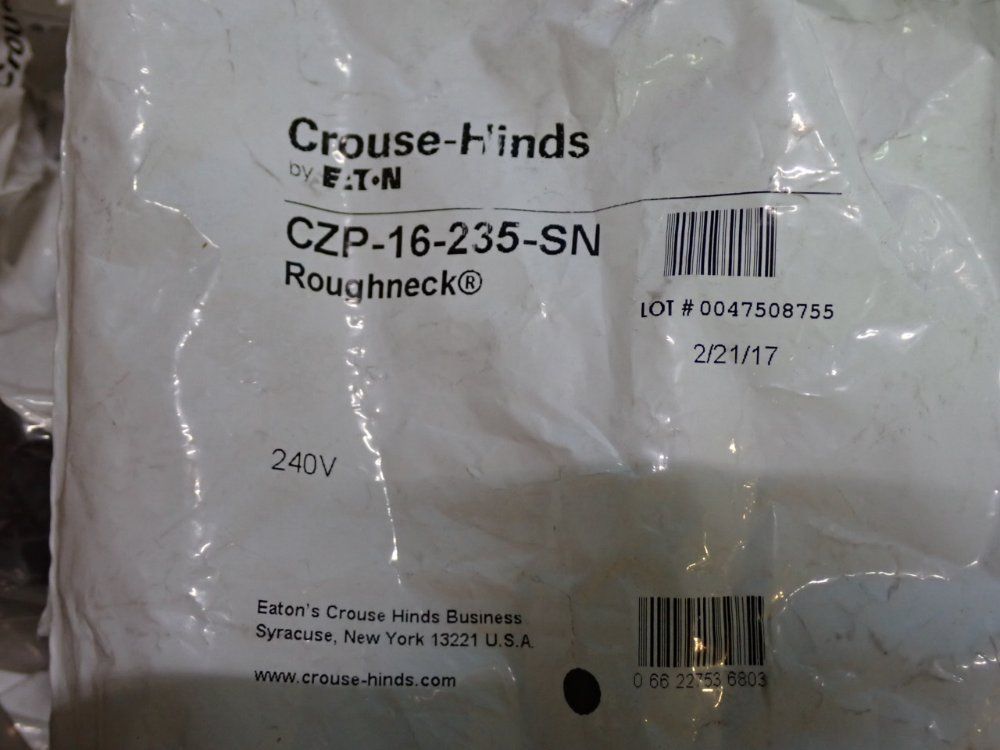 Crouse-Hinds
by EATON
CZP-16-235-SN
Roughneck®
LOT # 0047508755
2/21/17
240V
Eaton's Crouse Hinds Business
Syracuse, New York 13221 U.S.A.
www.crouse-hinds.com
0 66 22753 6803